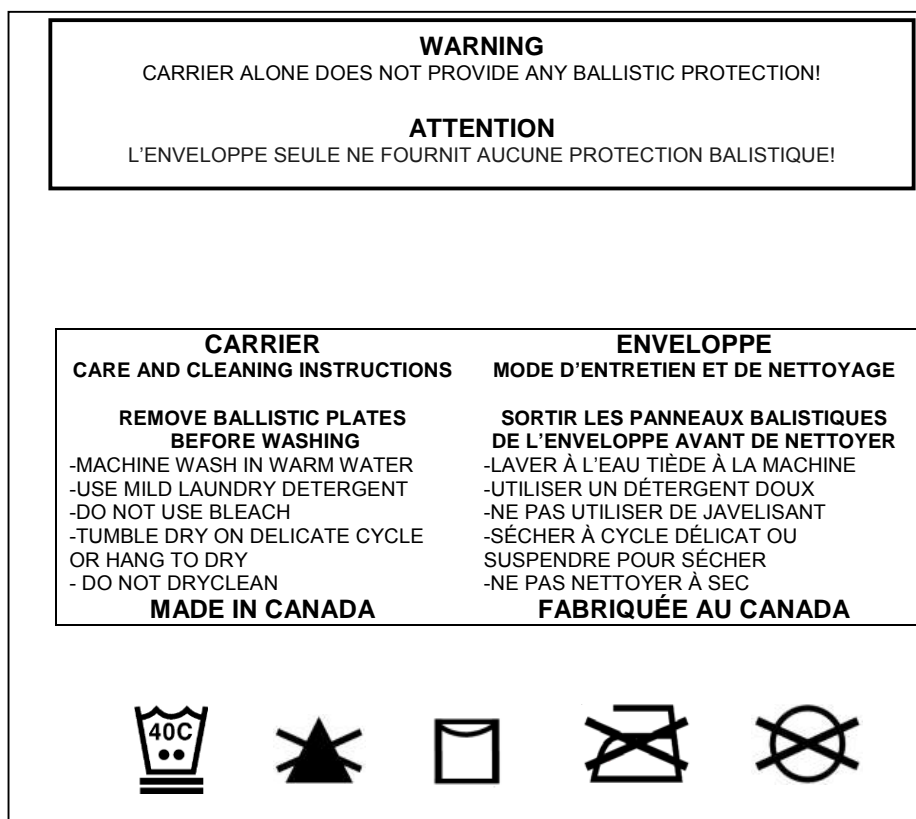 WARNING
CARRIER ALONE DOES NOT PROVIDE ANY BALLISTIC PROTECTION!
ATTENTION
L'ENVELOPPE SEULE NE FOURNIT AUCUNE PROTECTION BALISTIQUE!
CARRIER
CARE AND CLEANING INSTRUCTIONS
REMOVE BALLISTIC PLATES
BEFORE WASHING
-MACHINE WASH IN WARM WATER
-USE MILD LAUNDRY DETERGENT
-DO NOT USE BLEACH
-TUMBLE DRY ON DELICATE CYCLE
OR HANG TO DRY
- DO NOT DRYCLEAN
MADE IN CANADA
ENVELOPPE
MODE D'ENTRETIEN ET DE NETTOYAGE
SORTIR LES PANNEAUX BALISTIQUES
DE L'ENVELOPPE AVANT DE NETTOYER
-LAVER À L'EAU TIÈDE À LA MACHINE
-UTILISER UN DÉTERGENT DOUX
-NE PAS UTILISER DE JAVELISANT
-SÉCHER À CYCLE DÉLICAT OU
SUSPENDRE POUR SÉCHER
-NE PAS NETTOYER À SEC
FABRIQUÉE AU CANADA
40C